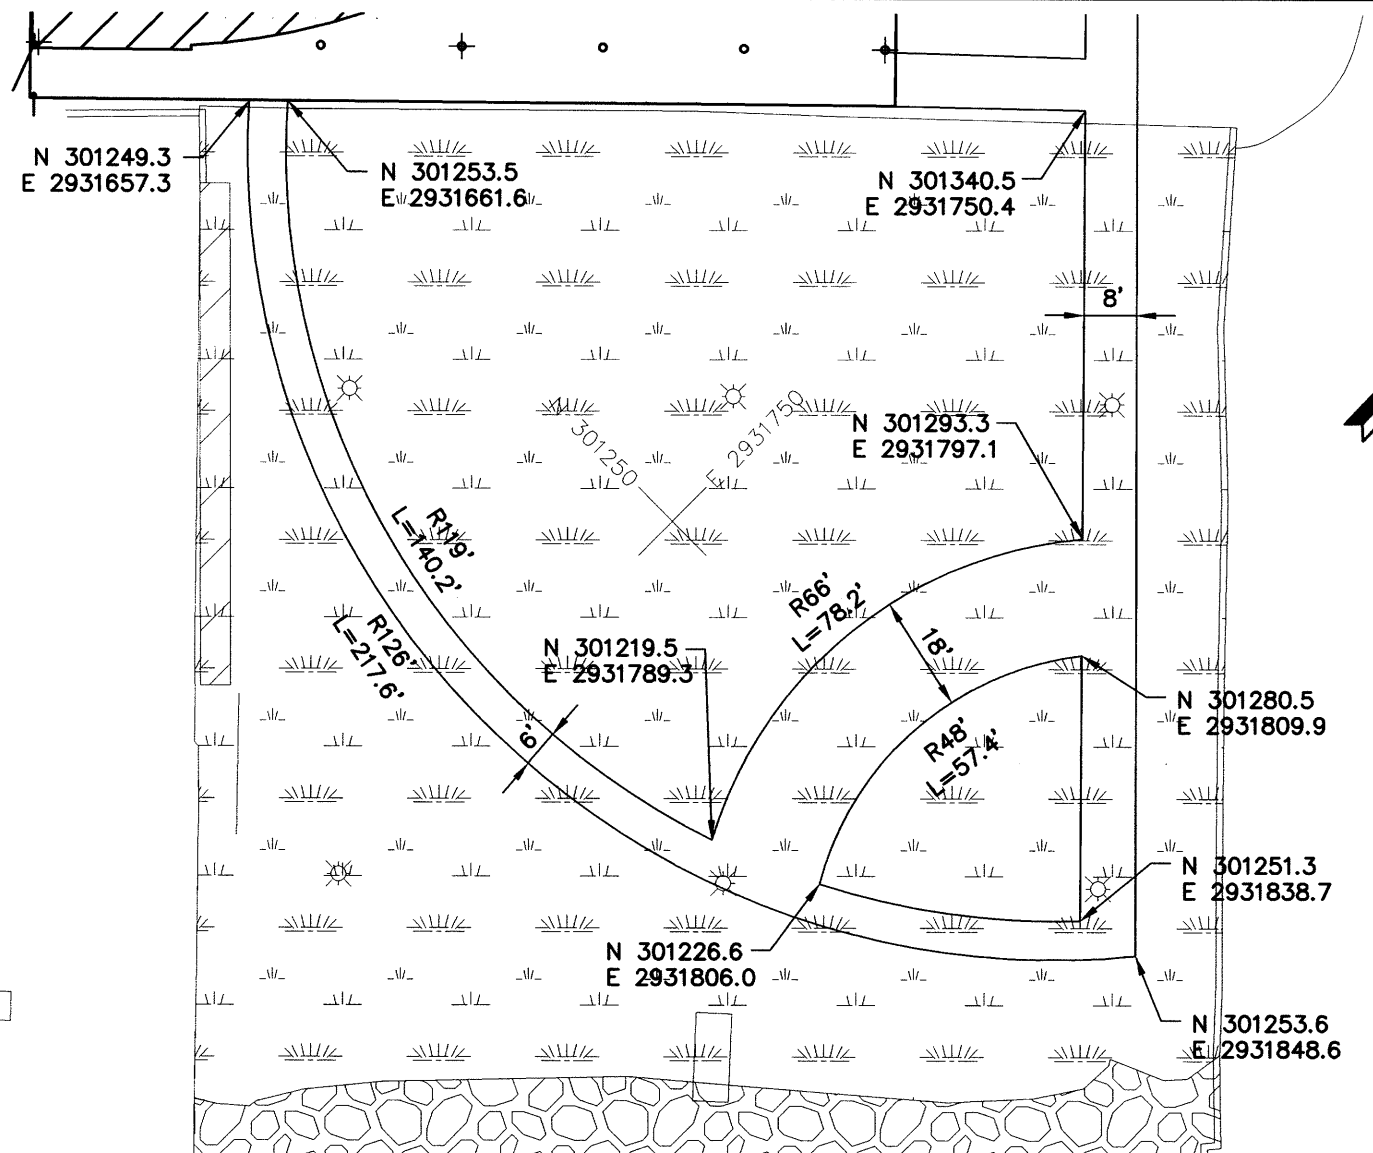 N 301249.3
E 2931657.3
N 301253.5
E 2931661.6
N 301340.5
E 2931750.4
8'
N 301250
E 2931750
N 301293.3
E 2931797.1
R119'
L=140.2'
R126'
L=217.6'
R66'
L=78.2'
18'
N 301219.5
E 2931789.3
6'
R48'
L=57.4'
N 301280.5
E 2931809.9
N 301251.3
E 2931838.7
N 301226.6
E 2931806.0
N 301253.6
E 2931848.6